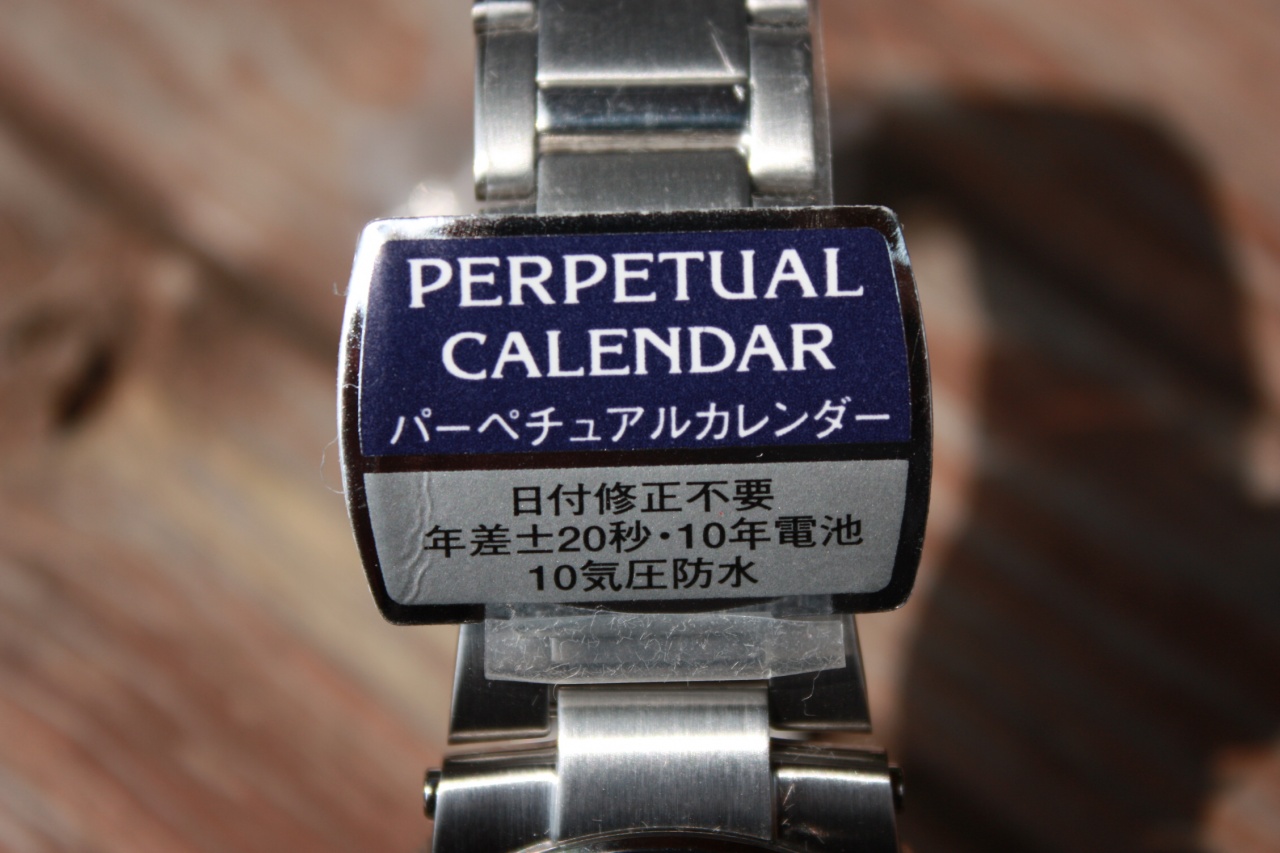 PERPETUAL
CALENDAR
パーペチュアルカレンダー
日付修正不要
年差±20秒・10年電池
10気圧防水